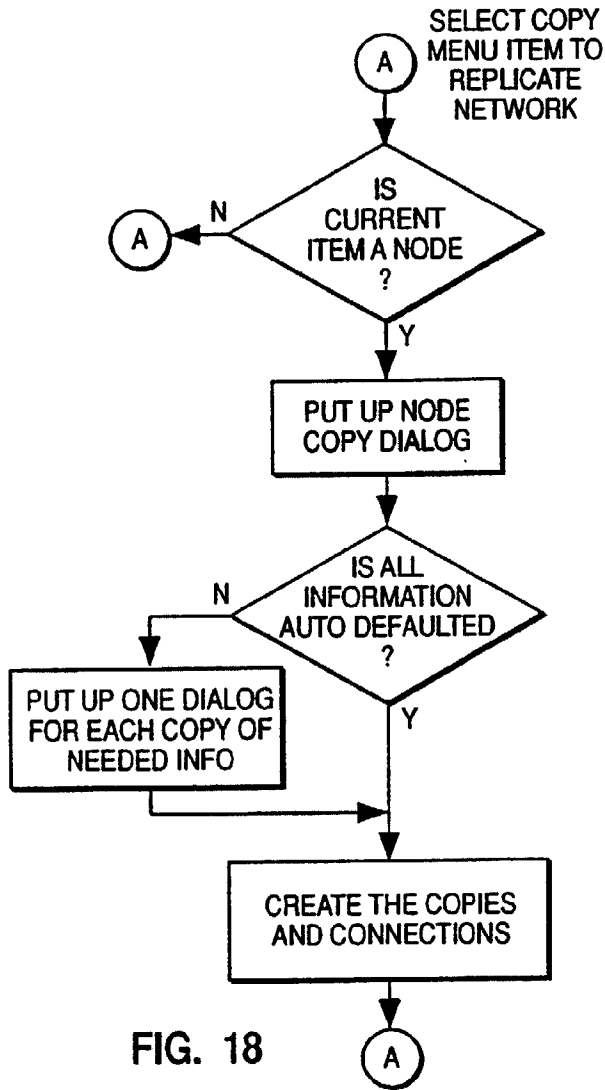 A
SELECT COPY
MENU ITEM TO
REPLICATE
NETWORK
IS
CURRENT
ITEM A NODE
?
N
A
Y
PUT UP NODE
COPY DIALOG
IS ALL
INFORMATION
AUTO DEFAULTED
?
N
PUT UP ONE DIALOG
FOR EACH COPY OF
NEEDED INFO
Y
CREATE THE COPIES
AND CONNECTIONS
A
FIG. 18